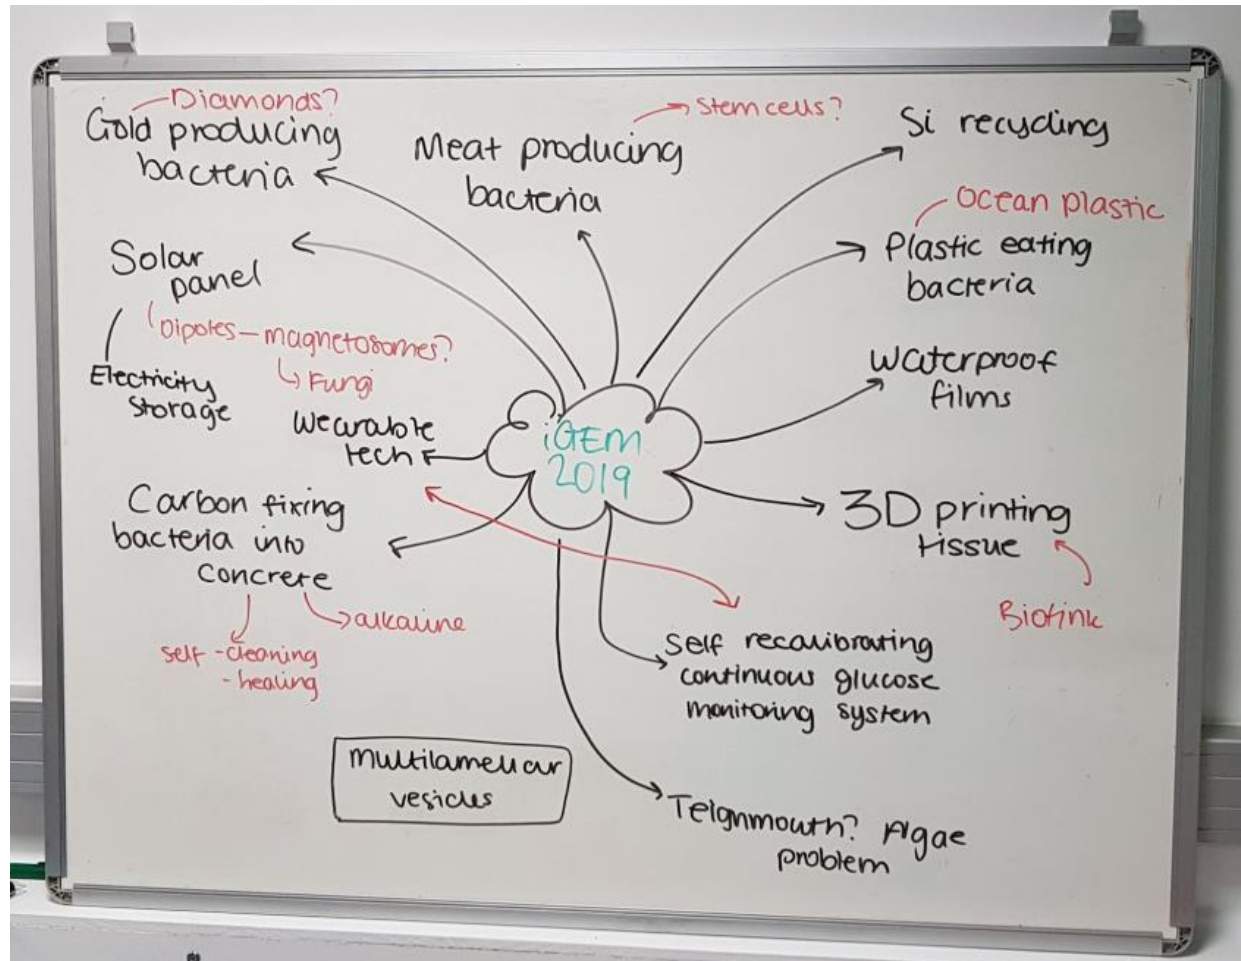 Diamonds?
Gold producing
bacteria
Meat producing
bacteria
Stem cells?
Si recycling
Ocean plastic
Plastic eating
bacteria
Solar
panel
Dipoles - magnetosomes?
↳ Fungi
Electricity
Storage
Wearable
tech
iGEM
2019
Waterproof
films
3D printing
tissue
Biotink
Carbon fixing
bacteria into
concrete
alkaline
self - cleaning
- healing
Self recalibrating
continuous glucose
monitoring system
multilamellar
vesicles
Teignmouth? Algae
problem